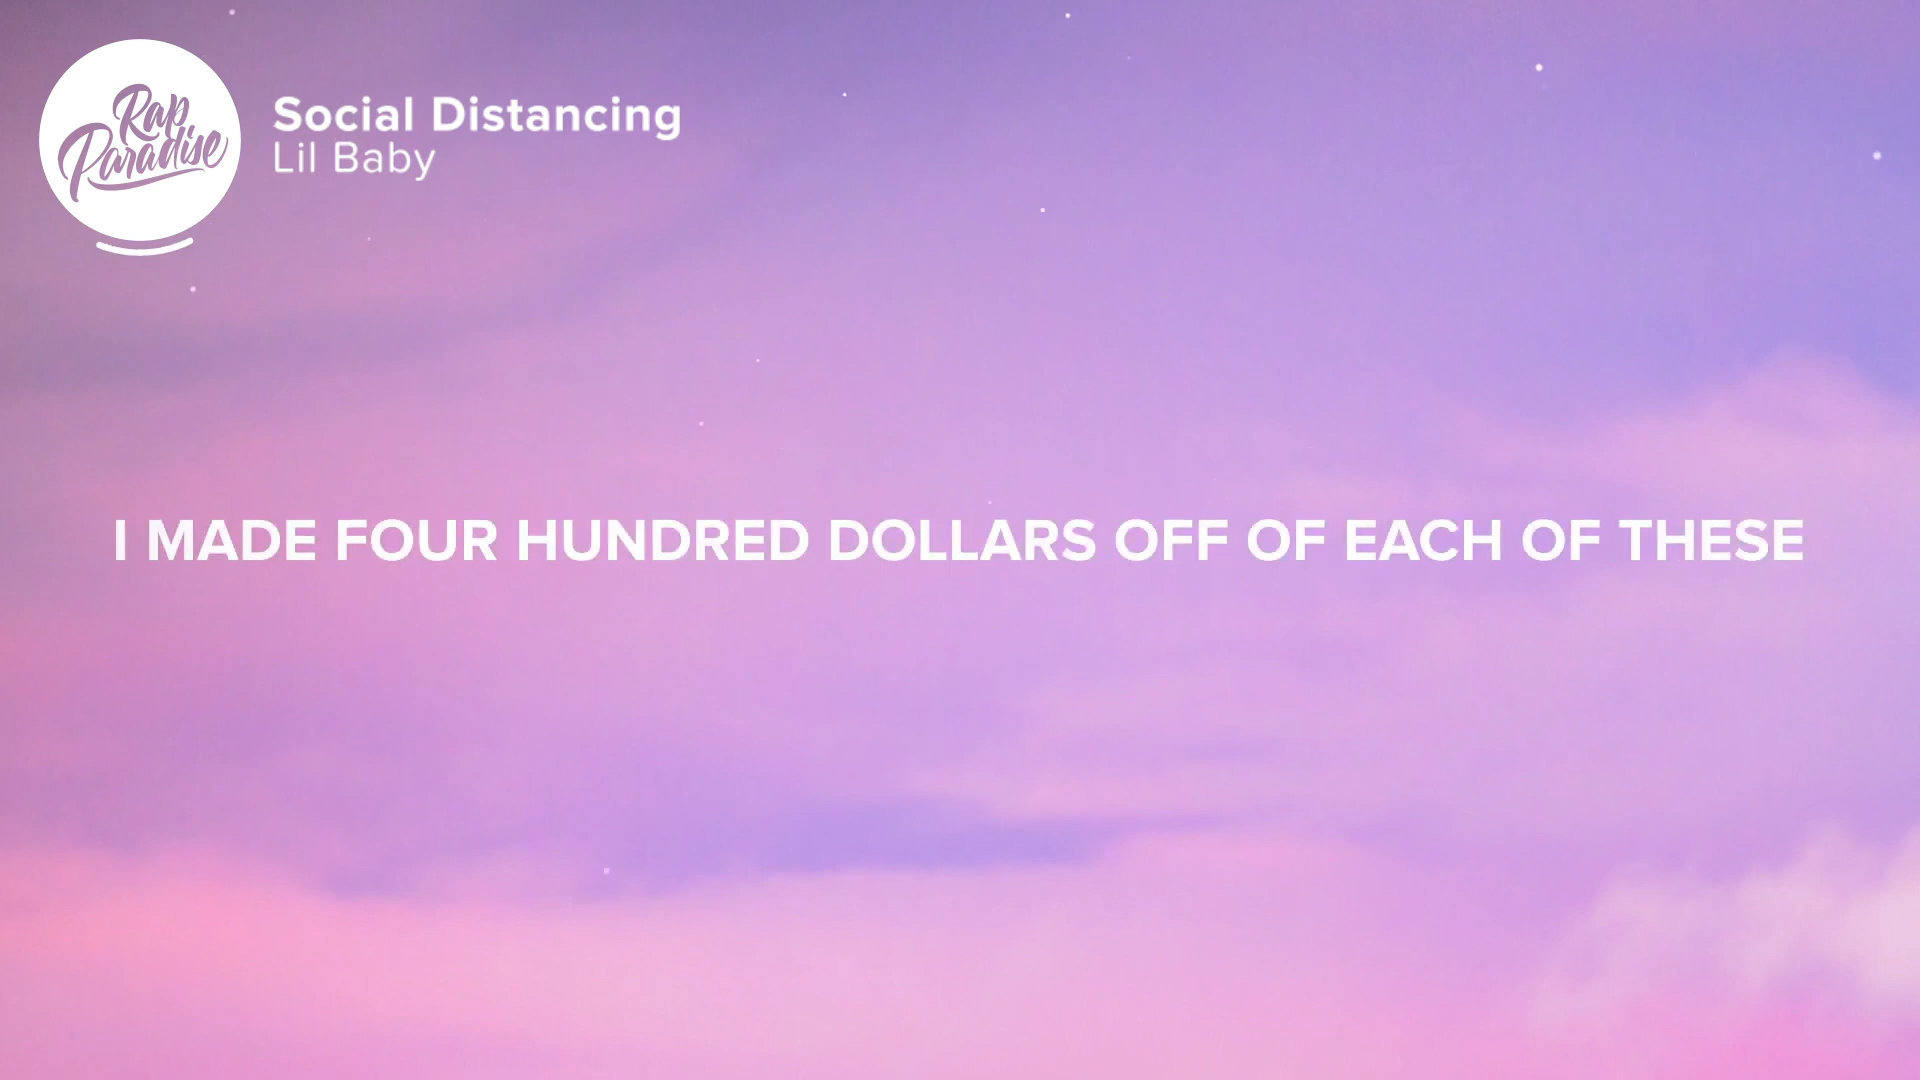 Rap
Paradise
Social Distancing
Lil Baby
I MADE FOUR HUNDRED DOLLARS OFF OF EACH OF THESE